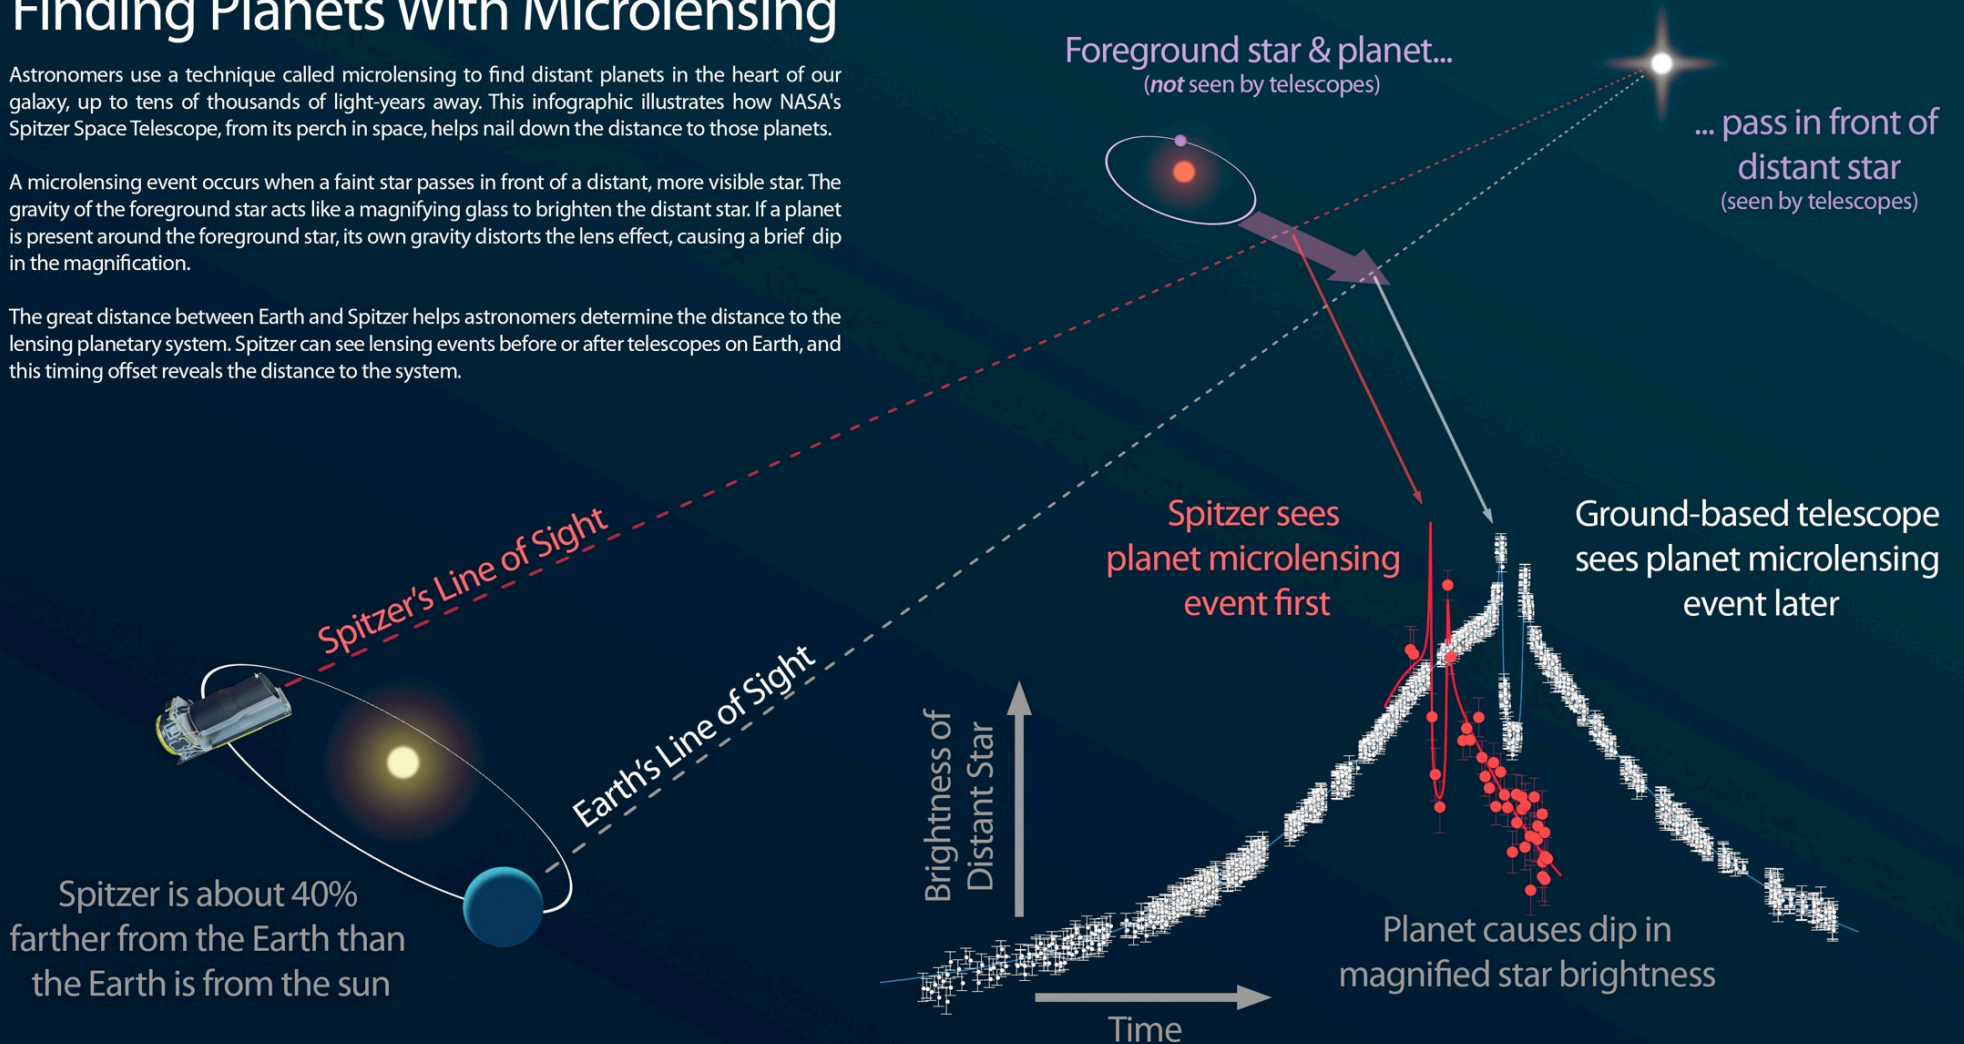 Finding Planets With Microlensing
Astronomers use a technique called microlensing to find distant planets in the heart of our
galaxy, up to tens of thousands of light-years away. This infographic illustrates how NASA's
Spitzer Space Telescope, from its perch in space, helps nail down the distance to those planets.
A microlensing event occurs when a faint star passes in front of a distant, more visible star. The
gravity of the foreground star acts like a magnifying glass to brighten the distant star. If a planet
is present around the foreground star, its own gravity distorts the lens effect, causing a brief dip
in the magnification.
The great distance between Earth and Spitzer helps astronomers determine the distance to the
lensing planetary system. Spitzer can see lensing events before or after telescopes on Earth, and
this timing offset reveals the distance to the system.
Foreground star & planet...
(not seen by telescopes)
... pass in front of
distant star
(seen by telescopes)
Spitzer's Line of Sight
Earth's Line of Sight
Spitzer sees
planet microlensing
event first
Ground-based telescope
sees planet microlensing
event later
Brightness of
Distant Star
Spitzer is about 40%
farther from the Earth than
the Earth is from the sun
Planet causes dip in
magnified star brightness
Time